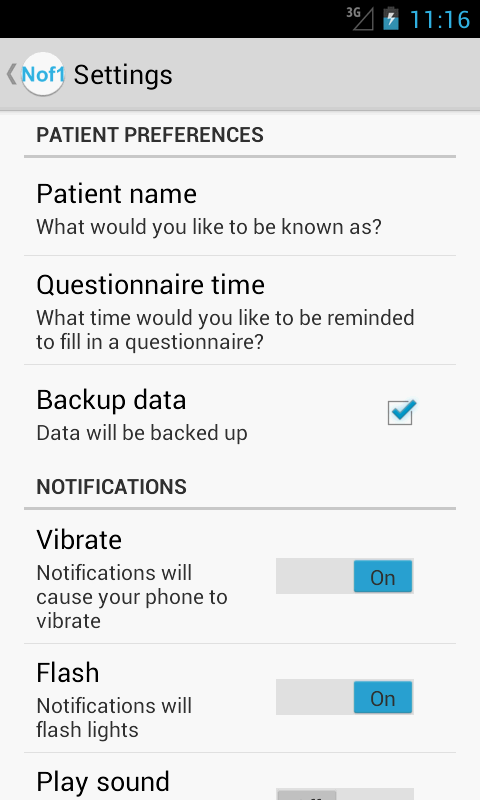 3G 11:16
Nof1 Settings
PATIENT PREFERENCES
Patient name
What would you like to be known as?
Questionnaire time
What time would you like to be reminded
to fill in a questionnaire?
Backup data
Data will be backed up
NOTIFICATIONS
Vibrate
Notifications will
cause your phone to
vibrate
On
Flash
Notifications will
flash lights
On
Play sound